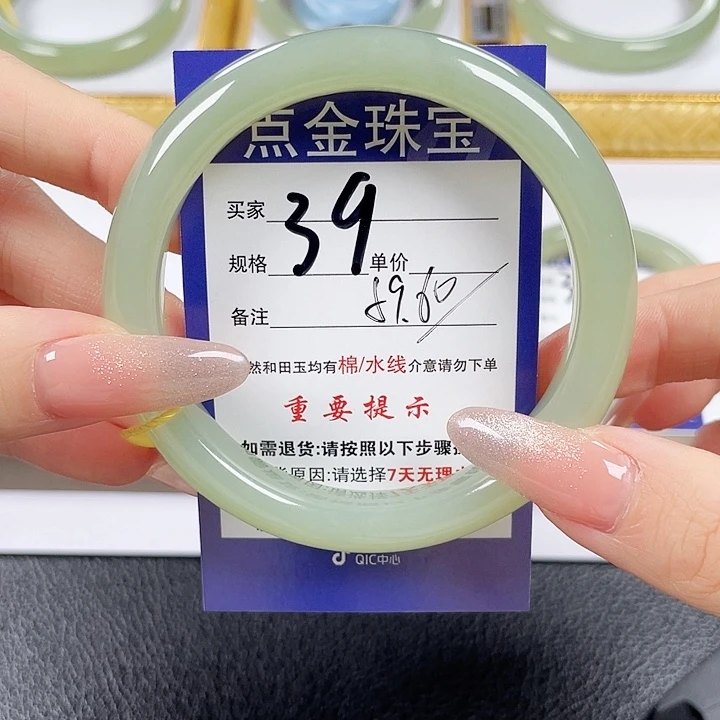 点金珠宝
买家 39
规格 单价
89.60
备注
然和田玉均有棉/水线介意请勿下单
重要提示
如需退货:请按照以下步骤
原因:请选择7天无理
QIC中心